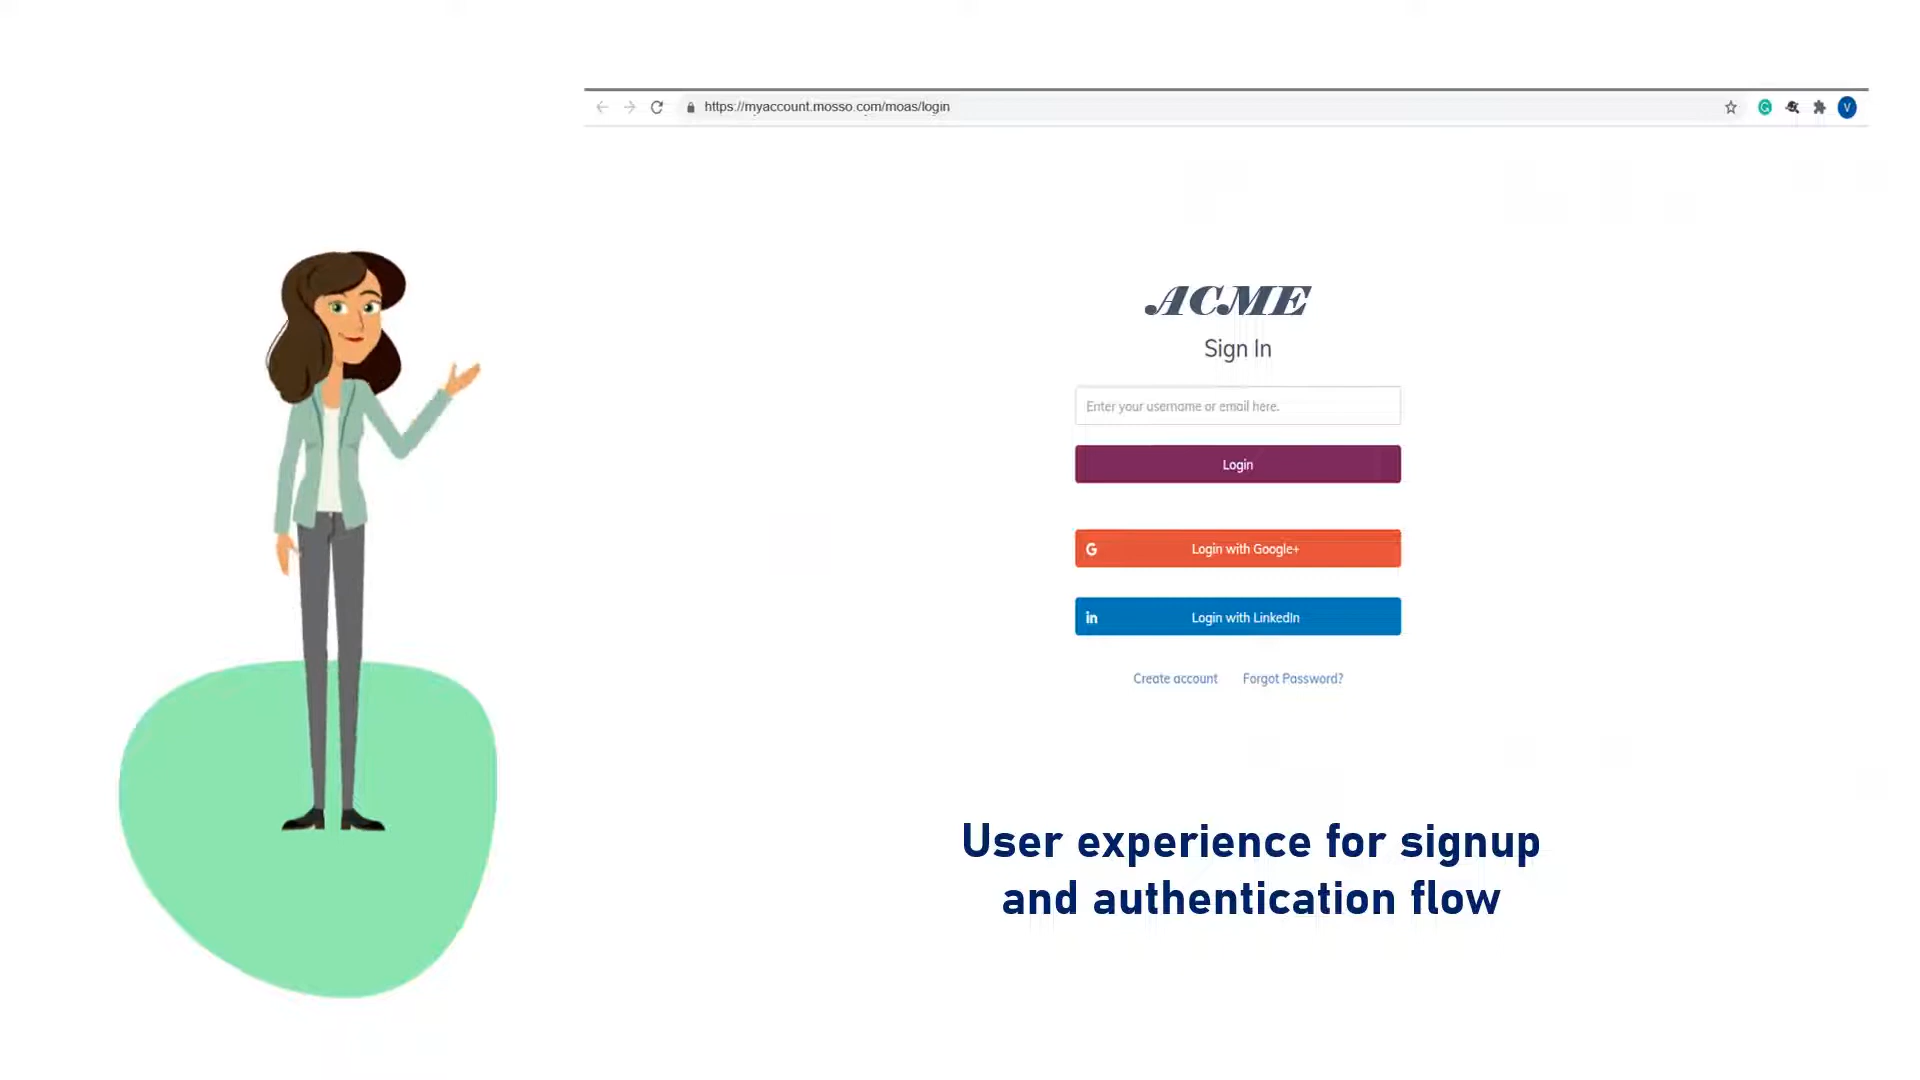 https://myaccount.mosso.com/moas/login
V
ACME
Sign In
Enter your username or email here.
Login
G Login with Google+
in Login with LinkedIn
Create account Forgot Password?
User experience for signup
and authentication flow